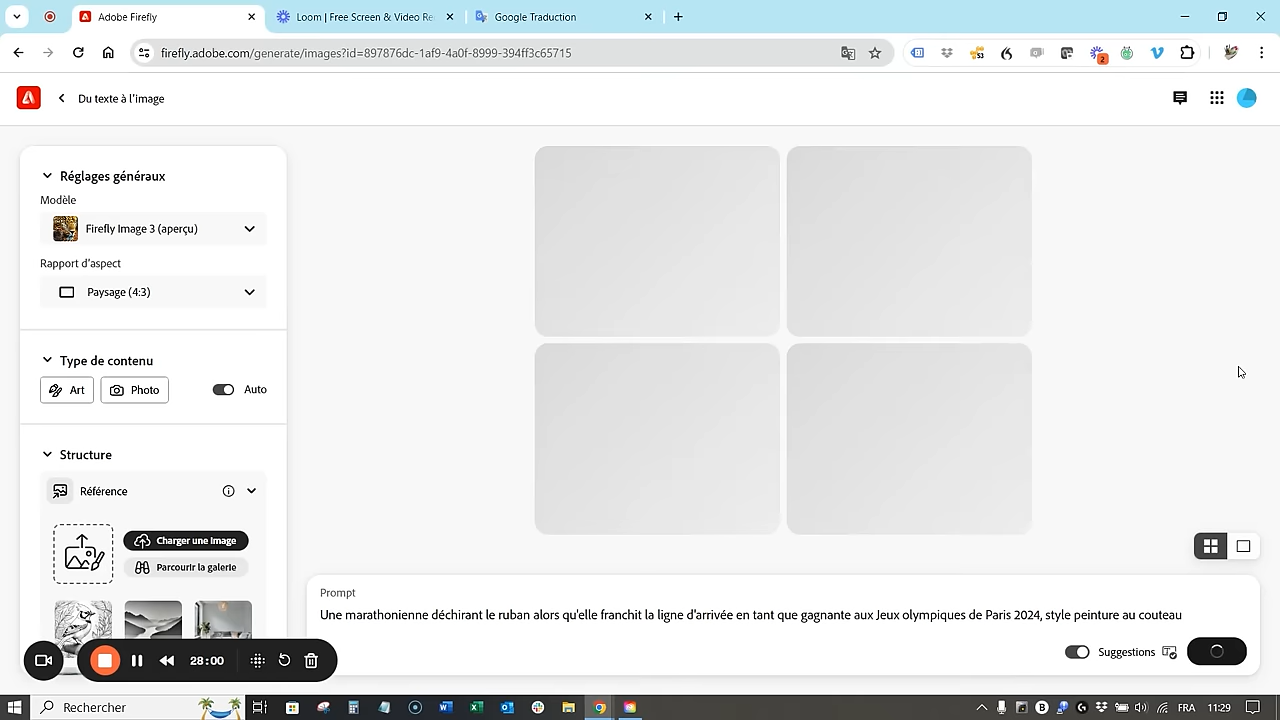 Adobe Firefly
Loom | Free Screen & Video Re
Google Traduction
firefly.adobe.com/generate/images?id=897876dc-1af9-4a0f-8999-394ff3c65715
S3
2
Du texte à l'image
Réglages généraux
Modèle
Firefly Image 3 (aperçu)
Rapport d'aspect
Paysage (4:3)
Type de contenu
Art
Photo
Auto
Structure
Référence
Charger une image
Parcourir la galerie
Prompt
Une marathonienne déchirant le ruban alors qu'elle franchit la ligne d'arrivée en tant que gagnante aux Jeux olympiques de Paris 2024, style peinture au couteau
Suggestions
28:00
Rechercher
FRA
11:29